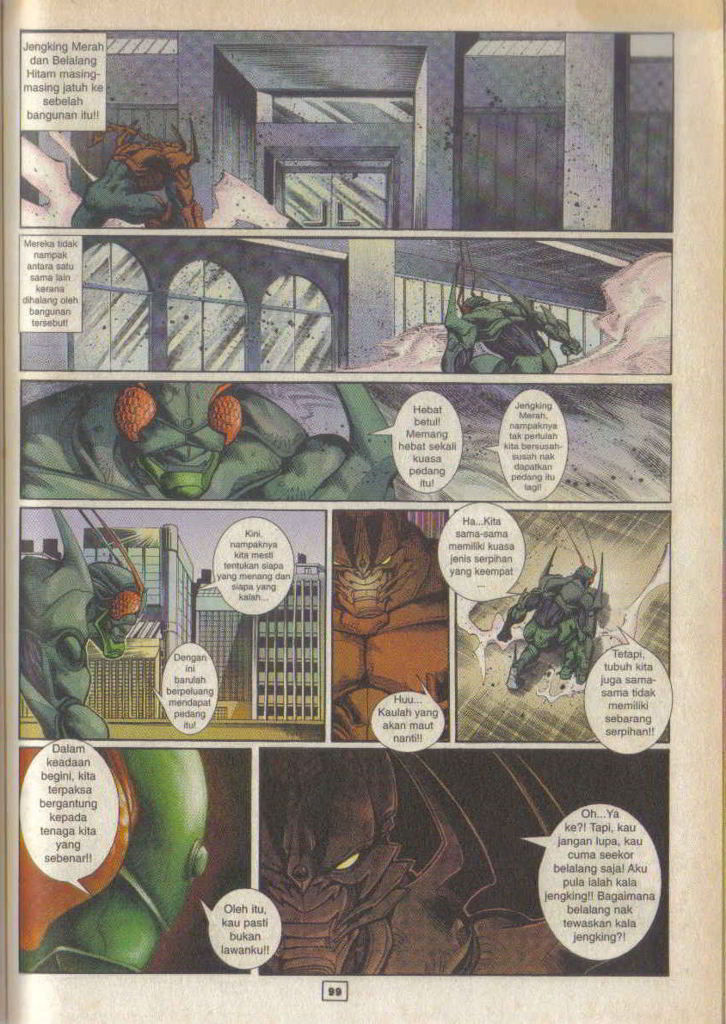 Jengking Merah
dan Belalang
Hitam masing-
masing jatuh ke
sebelah
bangunan itu!!
Mereka tidak
nampak
antara satu
sama lain
kerana
dihalang oleh
bangunan
tersebut!
Hebat
betul!
Memang
hebat sekali
kuasa
pedang
itu!
Jengking
Merah,
nampaknya
tak perlulah
kita bersusah-
susah nak
dapatkan
pedang itu
lagi!!
Kini,
nampaknya
kita mesti
tentukan siapa
yang menang dan
siapa yang
kalah...
Dengan
ini
barulah
berpeluang
mendapat
pedang
itu!
Huu...
Kaulah yang
akan maut
nanti!!
Ha...Kita
sama-sama
memiliki kuasa
jenis serpihan
yang keempat
...
Tetapi,
tubuh kita
juga sama-
sama tidak
memiliki
sebarang
serpihan!!
Dalam
keadaan
begini, kita
terpaksa
bergantung
kepada
tenaga kita
yang
sebenar!!
Oleh itu,
kau pasti
bukan
lawanku!!
Oh...Ya
ke?! Tapi, kau
jangan lupa, kau
cuma seekor
belalang saja! Aku
pula ialah kala
jengking!! Bagaimana
belalang nak
tewaskan kala
jengking?!
99